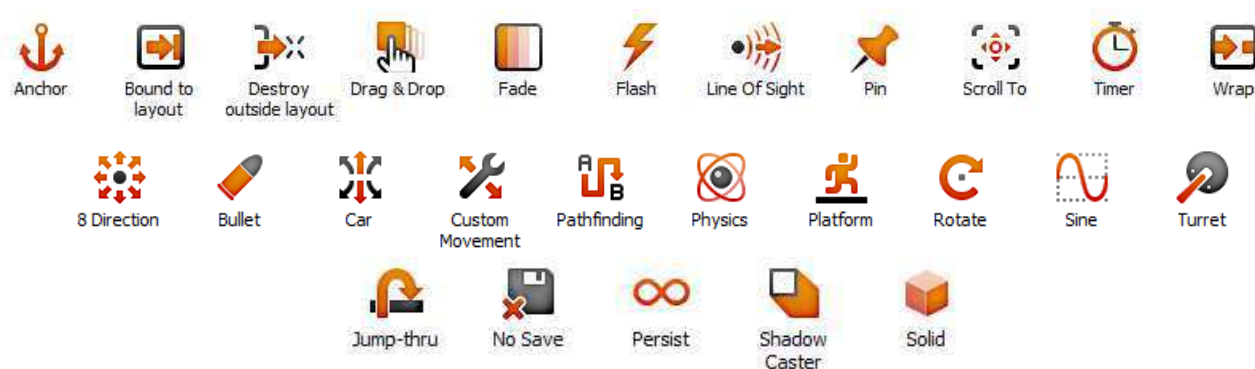 Anchor
Bound to
layout
Destroy
outside layout
Drag & Drop
Fade
Flash
Line Of Sight
Pin
Scroll To
Timer
Wrap
8 Direction
Bullet
Car
Custom
Movement
A
B
Pathfinding
Physics
Platform
Rotate
Sine
Turret
Jump-thru
No Save
Persist
Shadow
Caster
Solid